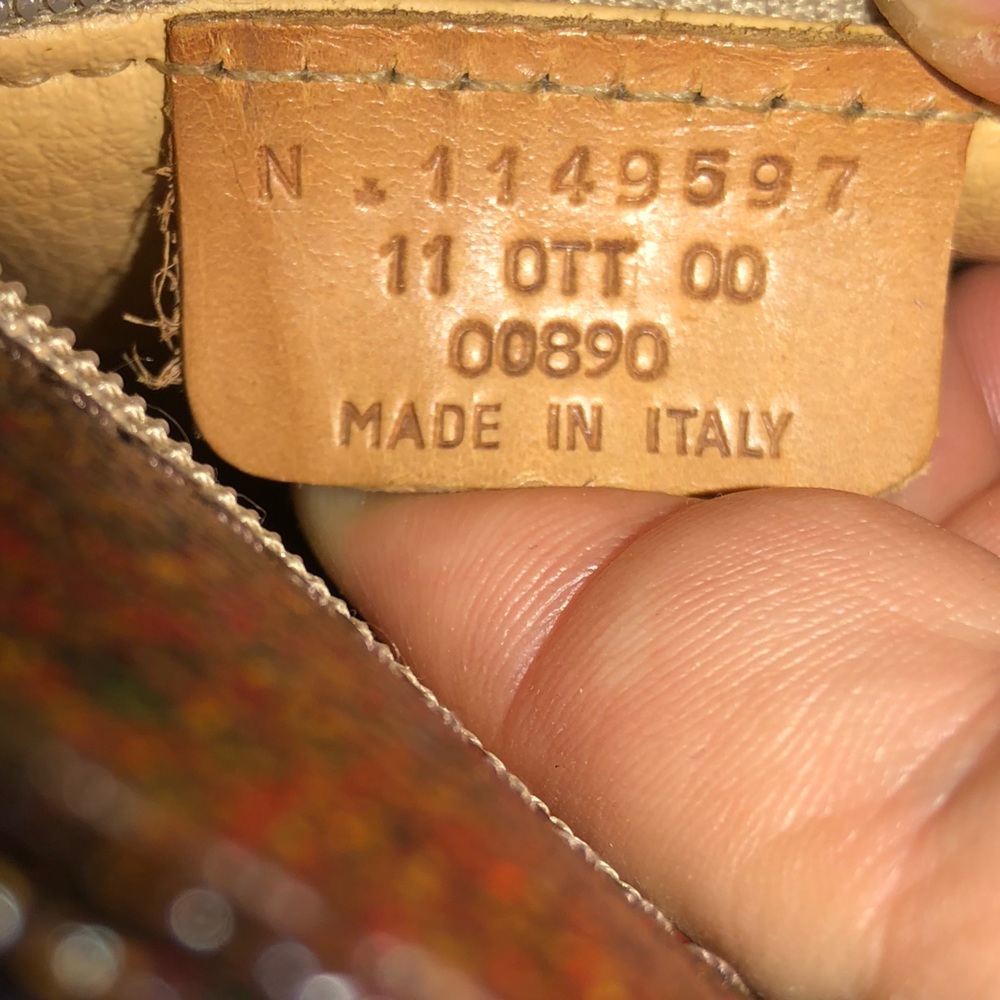 N.1149597
11 OTT 00
00890
MADE IN ITALY